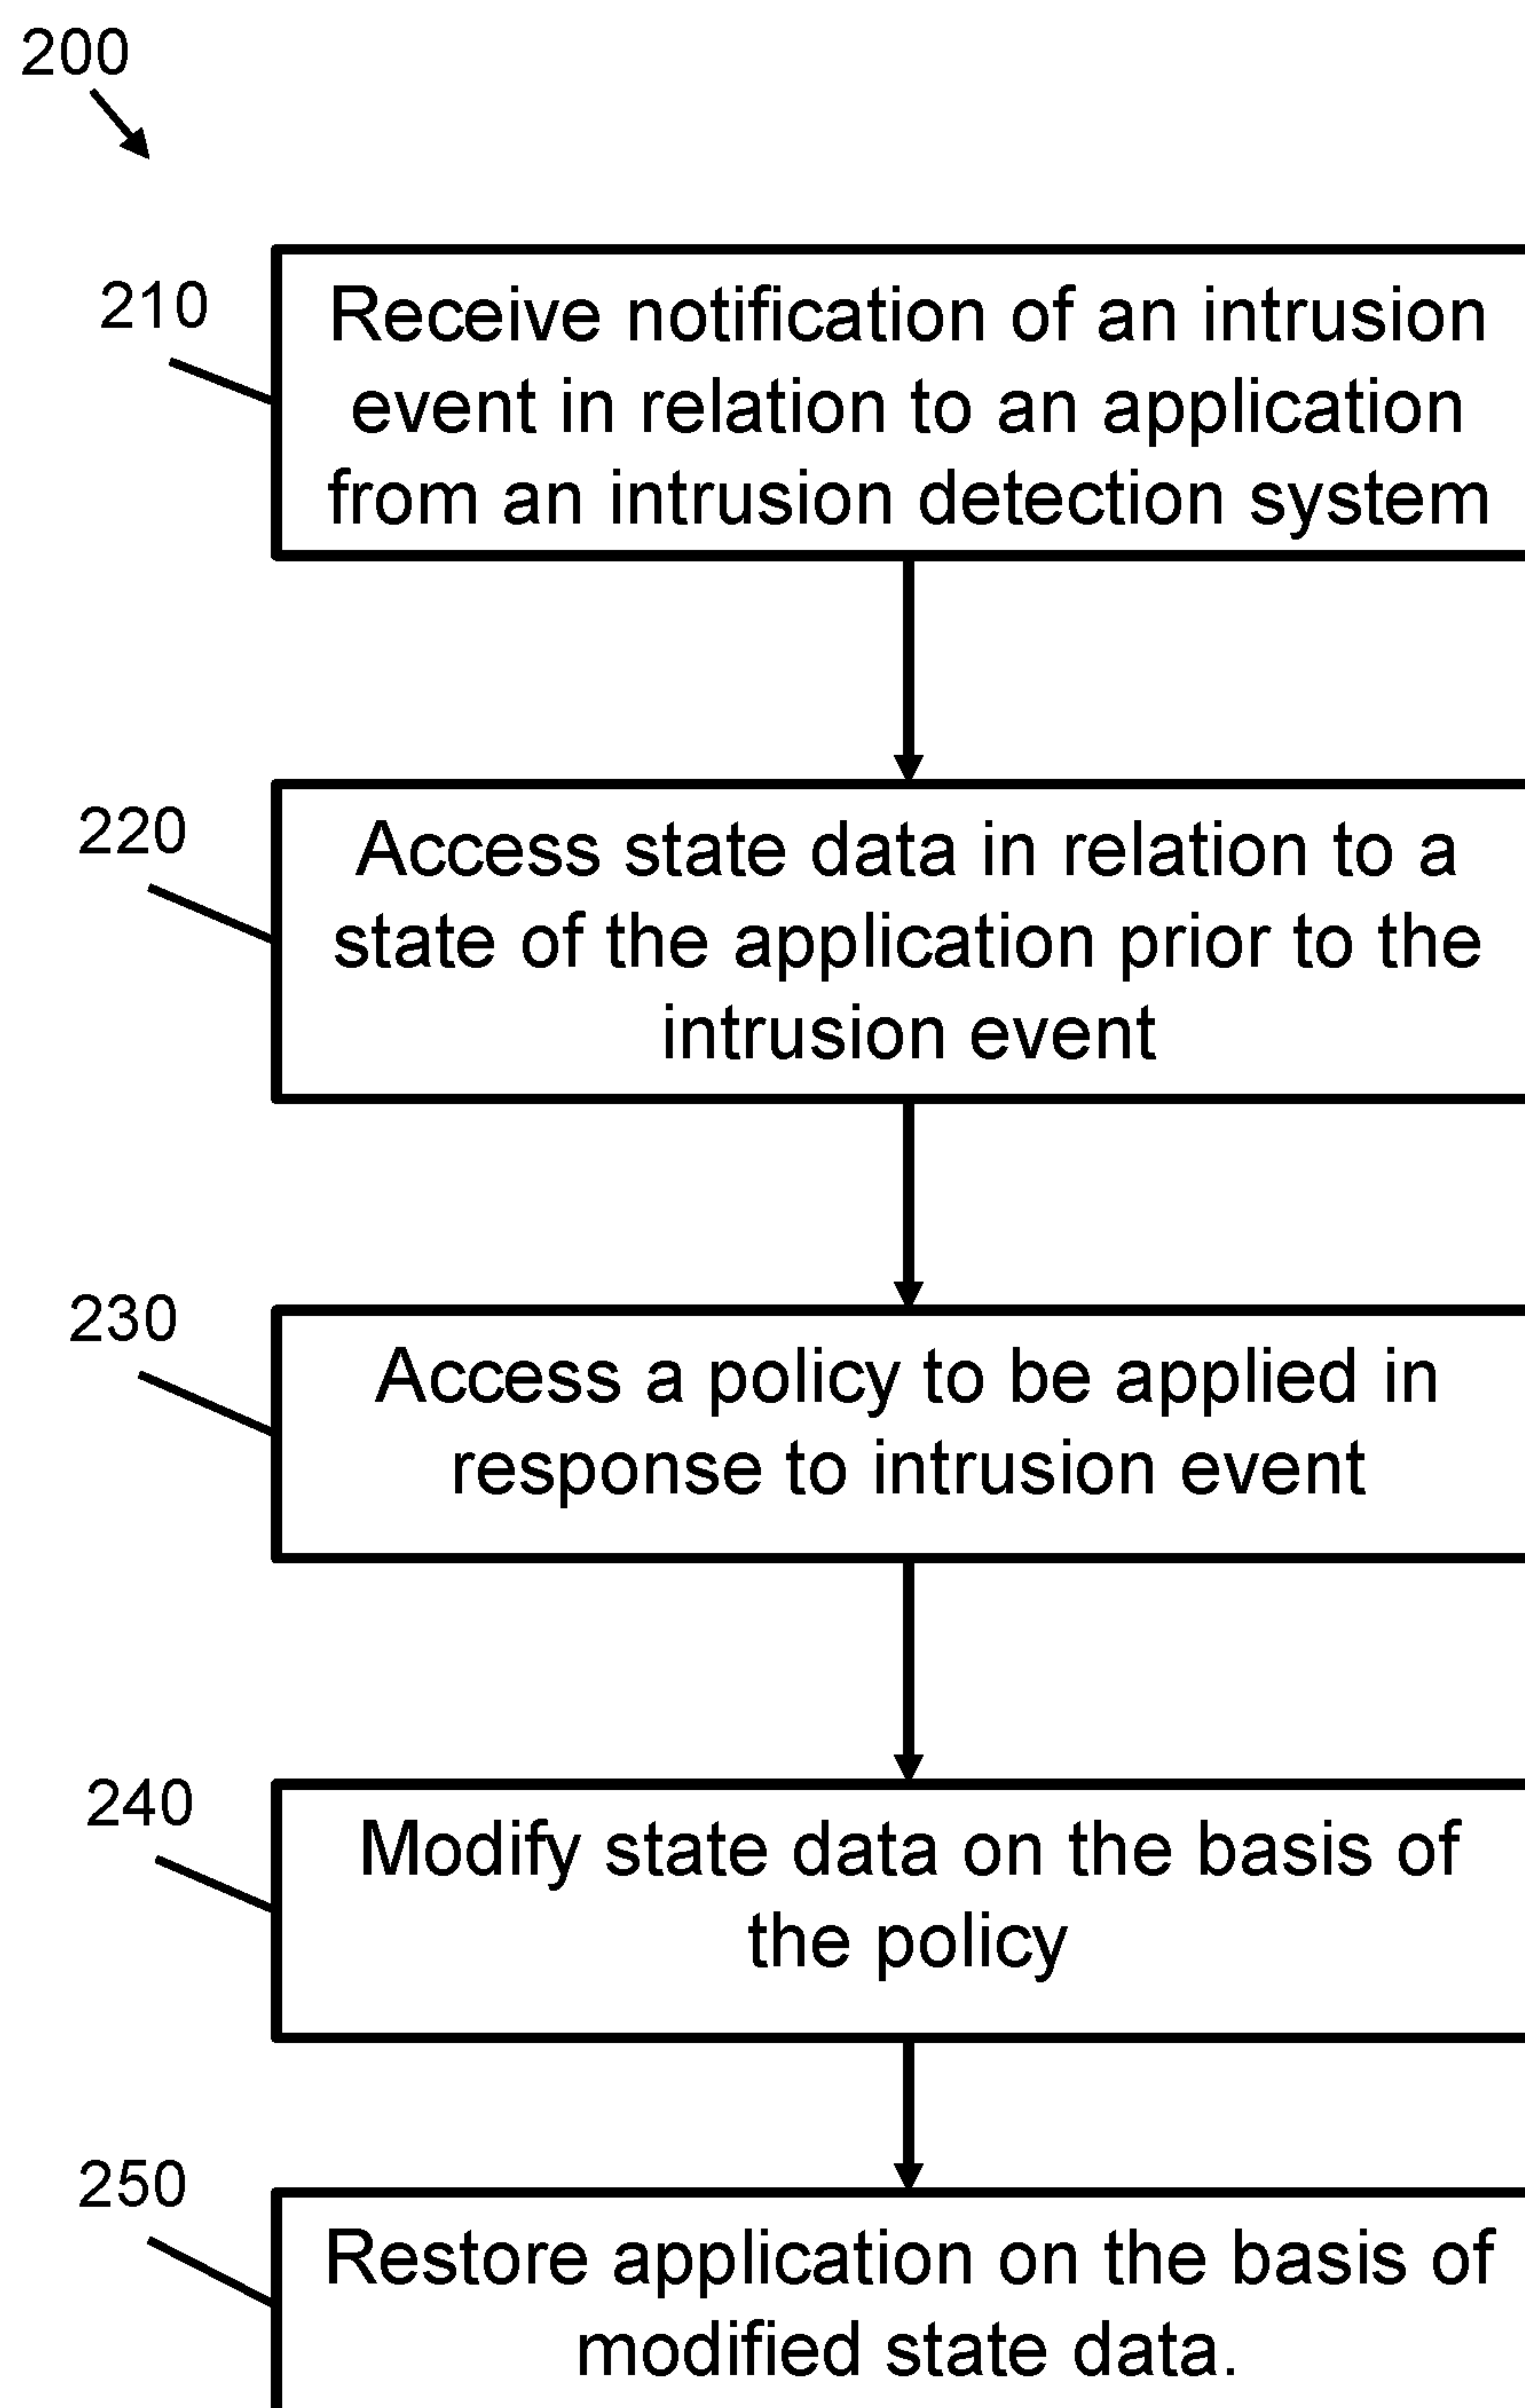 200
210
Receive notification of an intrusion
event in relation to an application
from an intrusion detection system
220
Access state data in relation to a
state of the application prior to the
intrusion event
230
Access a policy to be applied in
response to intrusion event
240
Modify state data on the basis of
the policy
250
Restore application on the basis of
modified state data.